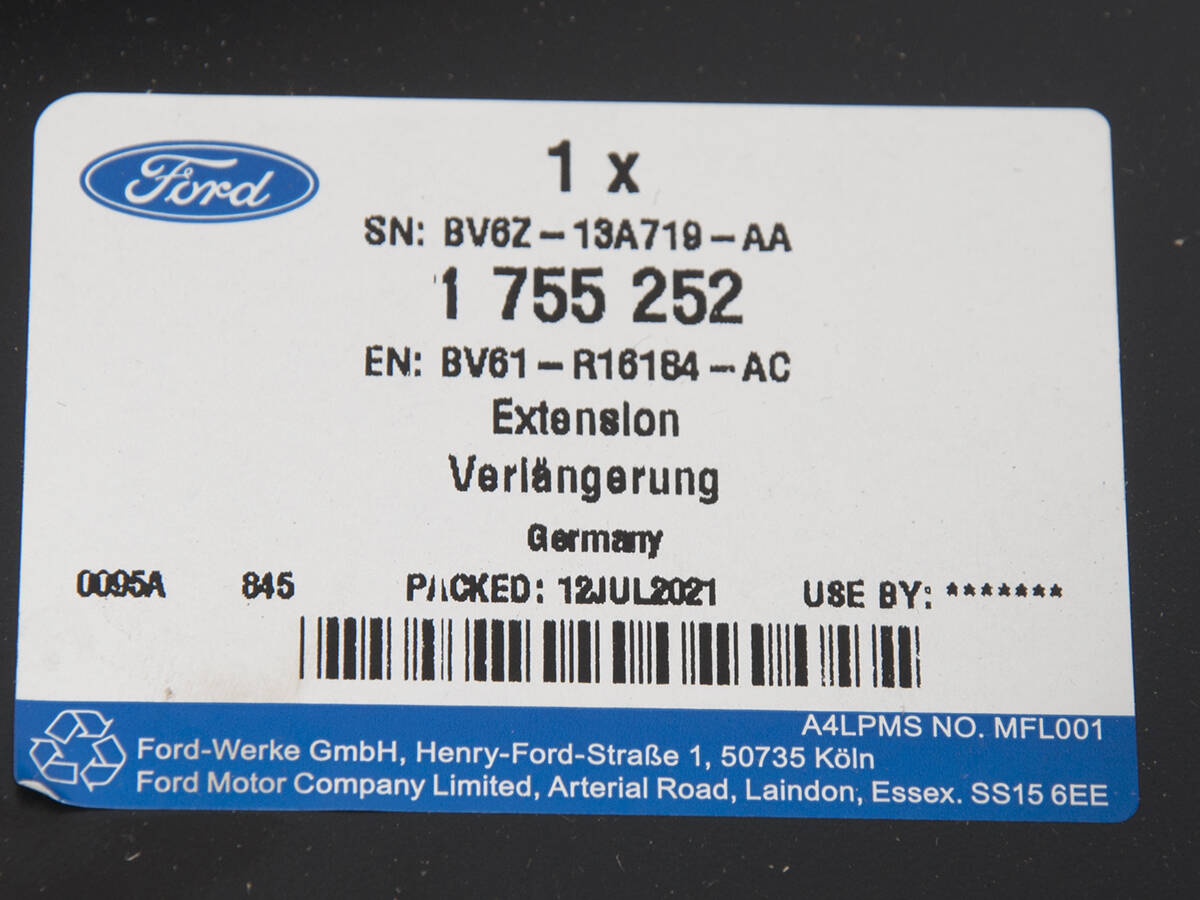 Ford
1 x
SN: BV6Z-13A719-AA
1 755 252
EN: BV61-R16184-AC
Extension
Verlängerung
Germany
0095A 845 PACKED: 12JUL2021 USE BY: *******
A4LPMS NO. MFL001
Ford-Werke GmbH, Henry-Ford-Straße 1, 50735 Köln
Ford Motor Company Limited, Arterial Road, Laindon, Essex. SS15 6EE